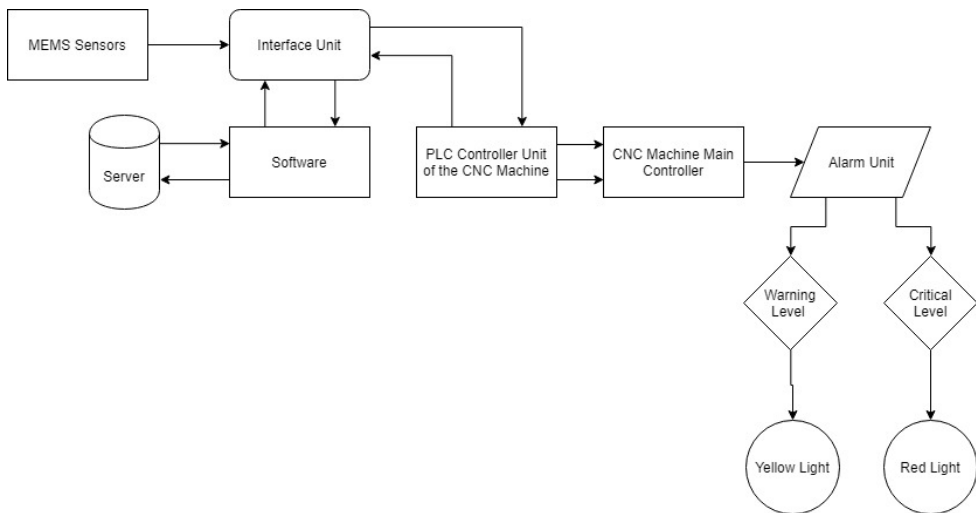 MEMS Sensors
Interface Unit
Server
Software
PLC Controller Unit
of the CNC Machine
CNC Machine Main
Controller
Alarm Unit
Warning
Level
Critical
Level
Yellow Light
Red Light